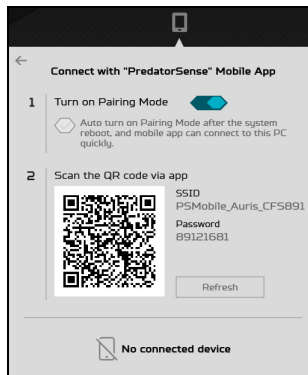 Connect with "PredatorSense" Mobile App
1 Turn on Pairing Mode
Auto turn on Pairing Mode after the system
reboot, and mobile app can connect to this PC
quickly.
2 Scan the QR code via app
SSID
PSMobile_Auris_CFS891
Password
89121681
Refresh
No connected device